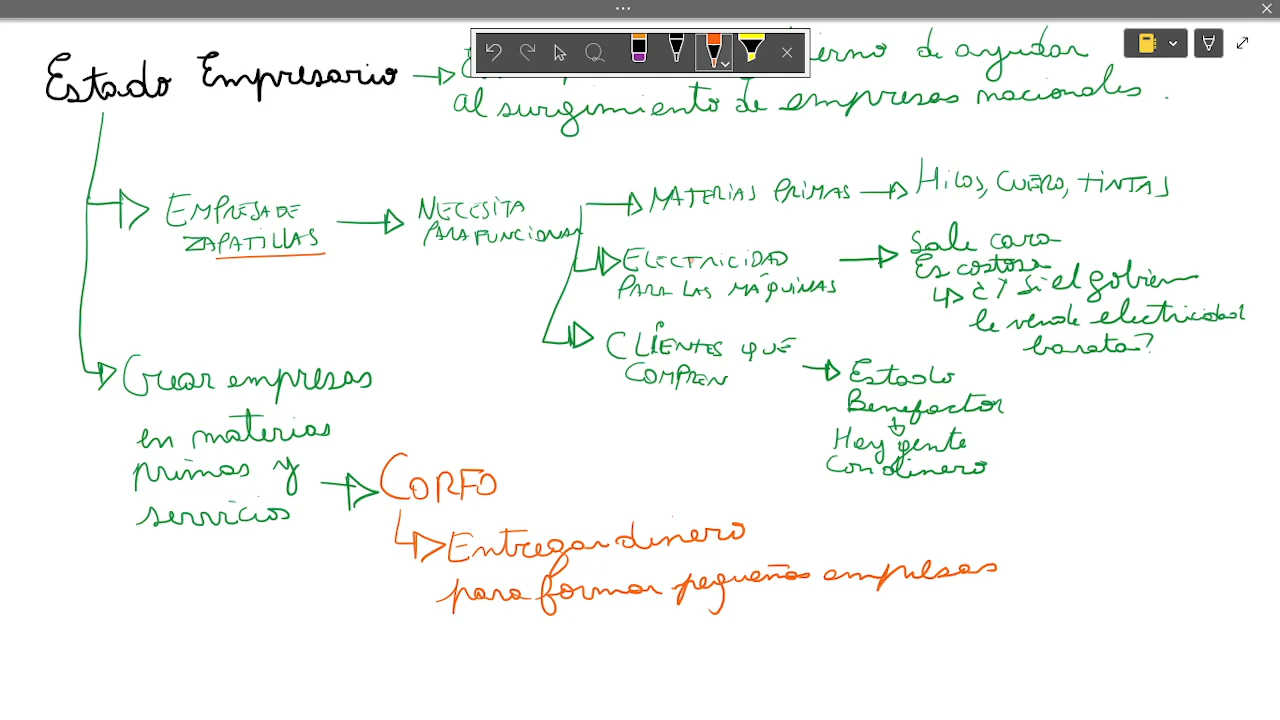 Estado Empresario
erno de ayudar
al surgimiento de empresas nacionales.
EMPRESA DE
ZAPATILLAS
NECESITA
PARA FUNCIONAR
MATERIAS PRIMAS
HILOS, CUERO, TINTAS
ELECTRICIDAD
PARA LAS MÁQUINAS
Sale cara
Es costosa
¿Y si el gobierno
le vende electricidad
barata?
CLIENTES QUE
COMPREN
Estado
Benefactor
Hay gente
con dinero
Crear empresas
en materias
primas y
servicios
CORFO
Entregar dinero
para formar pequeñas empresas